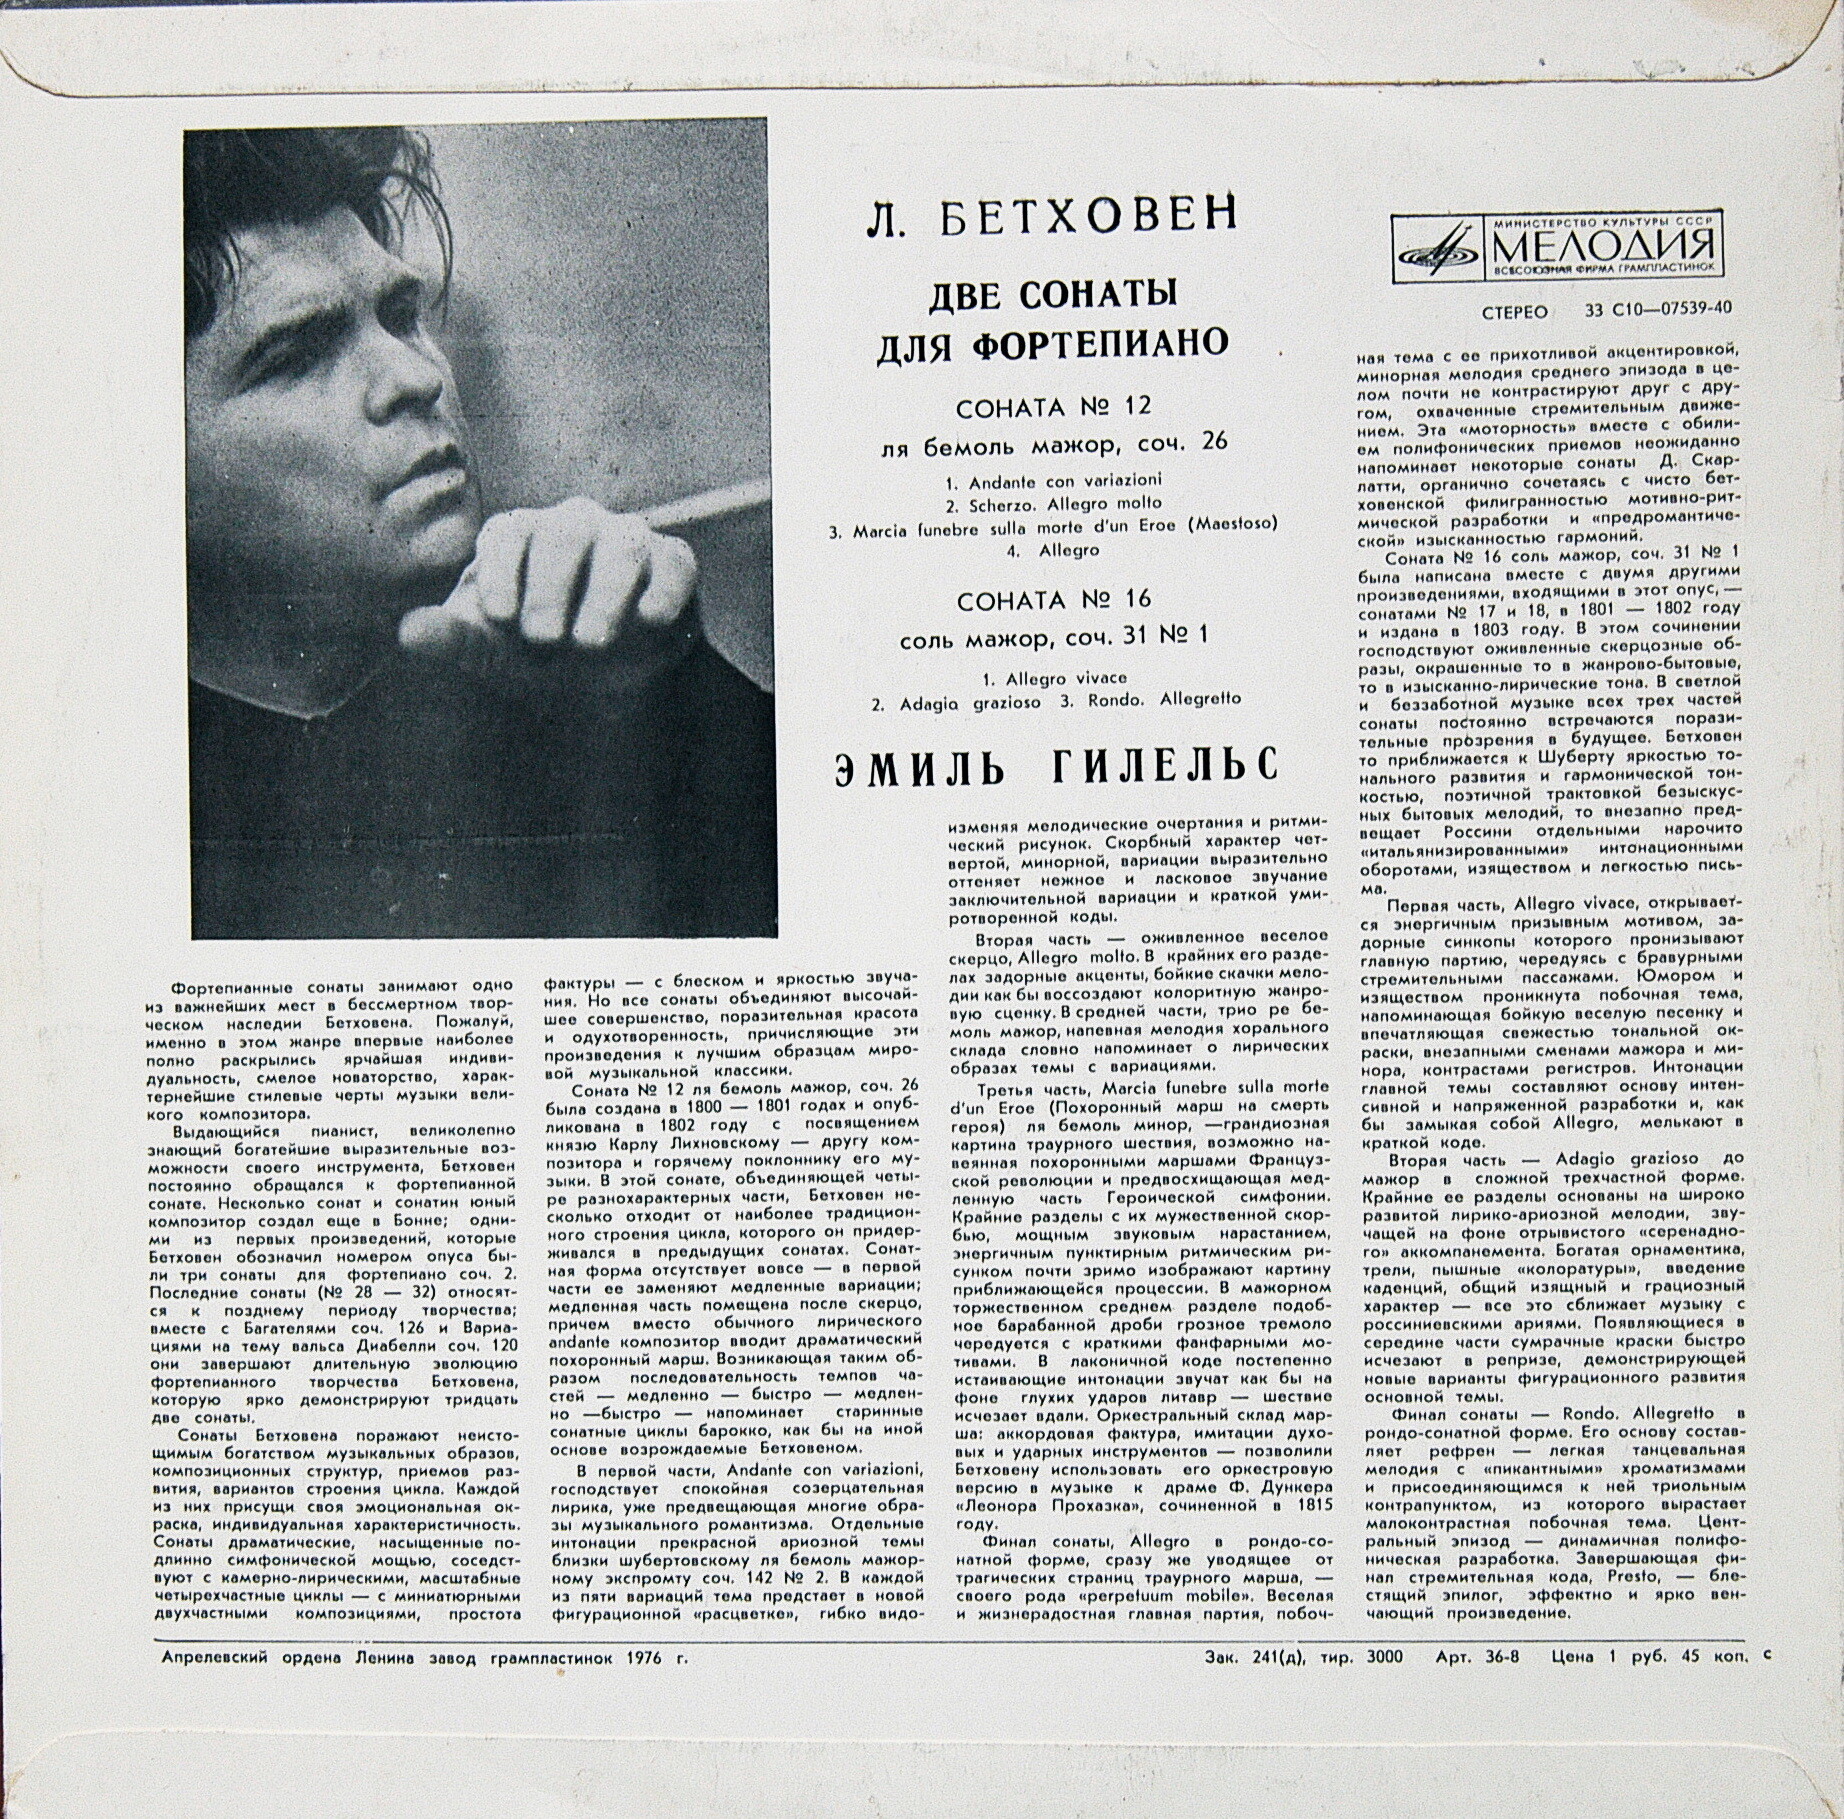 Л. БЕТХОВЕН
ДВЕ СОНАТЫ
ДЛЯ ФОРТЕПИАНО
СОНАТА № 12
ля бемоль мажор, соч. 26
1. Andante con variazioni
2. Scherzo. Allegro molto
3. Marcia funebre sulla morte d'un Eroe (Maestoso)
4. Allegro
СОНАТА № 16
соль мажор, соч. 31 № 1
1. Allegro vivace
2. Adagio grazioso 3. Rondo. Allegretto
ЭМИЛЬ ГИЛЕЛЬС
МИНИСТЕРСТВО КУЛЬТУРЫ СССР
МЕЛОДИЯ
ВСЕСОЮЗНАЯ ФИРМА ГРАМПЛАСТИНОК
СТЕРЕО 33 С10—07539-40
Фортепианные сонаты занимают одно
из важнейших мест в бессмертном твор-
ческом наследии Бетховена. Пожалуй,
именно в этом жанре впервые наиболее
полно раскрылись ярчайшая индиви-
дуальность, смелое новаторство, харак-
тернейшие стилевые черты музыки вели-
кого композитора.
Выдающийся пианист, великолепно
знающий богатейшие выразительные воз-
можности своего инструмента, Бетховен
постоянно обращался к фортепианной
сонате. Несколько сонат и сонатин юный
композитор создал еще в Бонне; одни-
ми из первых произведений, которые
Бетховен обозначил номером опуса бы-
ли три сонаты для фортепиано соч. 2.
Последние сонаты (№ 28 — 32) относят-
ся к позднему периоду творчества;
вместе с Багателями соч. 126 и Вариа-
циями на тему вальса Диабелли соч. 120
они завершают длительную эволюцию
фортепианного творчества Бетховена,
которую ярко демонстрируют тридцать
две сонаты.
Сонаты Бетховена поражают неисто-
щимым богатством музыкальных образов,
композиционных структур, приемов раз-
вития, вариантов строения цикла. Каждой
из них присущи своя эмоциональная ок-
раска, индивидуальная характеристичность.
Сонаты драматические, насыщенные по-
длинно симфонической мощью, соседст-
вуют с камерно-лирическими, масштабные
четырехчастные циклы — с миниатюрными
двухчастными композициями, простота
фактуры — с блеском и яркостью звуча-
ния. Но все сонаты объединяют высочай-
шее совершенство, поразительная красота
и одухотворенность, причисляющие эти
произведения к лучшим образцам миро-
вой музыкальной классики.
Соната № 12 ля бемоль мажор, соч. 26
была создана в 1800 — 1801 годах и опуб-
ликована в 1802 году с посвящением
князю Карлу Лихновскому — другу ком-
позитора и горячему поклоннику его му-
зыки. В этой сонате, объединяющей четы-
ре разнохарактерных части, Бетховен не-
сколько отходит от наиболее традицион-
ного строения цикла, которого он придер-
живался в предыдущих сонатах. Сонат-
ная форма отсутствует вовсе — в первой
части ее заменяют медленные вариации;
медленная часть помещена после скерцо,
причем вместо обычного лирического
andante композитор вводит драматический
похоронный марш. Возникающая таким об-
разом последовательность темпов ча-
стей — медленно — быстро — медлен-
но —быстро — напоминает старинные
сонатные циклы барокко, как бы на иной
основе возрождаемые Бетховеном.
В первой части, Andante con variazioni,
господствует спокойная созерцательная
лирика, уже предвещающая многие обра-
зы музыкального романтизма. Отдельные
интонации прекрасной ариозной темы
близки шубертовскому ля бемоль мажор-
ному экспромту соч. 142 № 2. В каждой
из пяти вариаций тема предстает в новой
фигурационной «расцветке», гибко видо-
изменяя мелодические очертания и ритми-
ческий рисунок. Скорбный характер чет-
вертой, минорной, вариации выразительно
оттеняет нежное и ласковое звучание
заключительной вариации и краткой уми-
ротворенной коды.
Вторая часть — оживленное веселое
скерцо, Allegro molto. В крайних его разде-
лах задорные акценты, бойкие скачки мело-
дии как бы воссоздают колоритную жанро-
вую сценку. В средней части, трио ре бе-
моль мажор, напевная мелодия хорального
склада словно напоминает о лирических
образах темы с вариациями.
Третья часть, Marcia funebre sulla morte
d'un Eroe (Похоронный марш на смерть
героя) ля бемоль минор, —грандиозная
картина траурного шествия, возможно на-
веянная похоронными маршами Француз-
ской революции и предвосхищающая мед-
ленную часть Героической симфонии.
Крайние разделы с их мужественной скор-
бью, мощным звуковым нарастанием,
энергичным пунктирным ритмическим ри-
сунком почти зримо изображают картину
приближающейся процессии. В мажорном
торжественном среднем разделе подоб-
ное барабанной дроби грозное тремоло
чередуется с краткими фанфарными мо-
тивами. В лаконичной коде постепенно
истаивающие интонации звучат как бы на
фоне глухих ударов литавр — шествие
исчезает вдали. Оркестральный склад мар-
ша: аккордовая фактура, имитации духо-
вых и ударных инструментов — позволили
Бетховену использовать его оркестровую
версию в музыке к драме Ф. Дункера
«Леонора Прохазка», сочиненной в 1815
году.
Финал сонаты, Allegro в рондо-со-
натной форме, сразу же уводящее от
трагических страниц траурного марша, —
своего рода «perpetuum mobile». Веселая
и жизнерадостная главная партия, побоч-
ная тема с ее прихотливой акцентировкой,
минорная мелодия среднего эпизода в це-
лом почти не контрастируют друг с дру-
гом, охваченные стремительным движе-
нием. Эта «моторность» вместе с обили-
ем полифонических приемов неожиданно
напоминает некоторые сонаты Д. Скар-
латти, органично сочетаясь с чисто бет-
ховенской филигранностью мотивно-рит-
мической разработки и «предромантиче-
ской» изысканностью гармоний.
Соната № 16 соль мажор, соч. 31 № 1
была написана вместе с двумя другими
произведениями, входящими в этот опус, —
сонатами № 17 и 18, в 1801 — 1802 году
и издана в 1803 году. В этом сочинении
господствуют оживленные скерцозные об-
разы, окрашенные то в жанрово-бытовые,
то в изысканно-лирические тона. В светлой
и беззаботной музыке всех трех частей
сонаты постоянно встречаются порази-
тельные прозрения в будущее. Бетховен
то приближается к Шуберту яркостью то-
нального развития и гармонической тон-
костью, поэтичной трактовкой безыскус-
ных бытовых мелодий, то внезапно пред-
вещает Россини отдельными нарочито
«итальянизированными» интонационными
оборотами, изяществом и легкостью пись-
ма.
Первая часть, Allegro vivace, открывает-
ся энергичным призывным мотивом, за-
дорные синкопы которого пронизывают
главную партию, чередуясь с бравурными
стремительными пассажами. Юмором и
изяществом проникнута побочная тема,
напоминающая бойкую веселую песенку и
впечатляющая свежестью тональной ок-
раски, внезапными сменами мажора и ми-
нора, контрастами регистров. Интонации
главной темы составляют основу интен-
сивной и напряженной разработки и, как
бы замыкая собой Allegro, мелькают в
краткой коде.
Вторая часть — Adagio grazioso до
мажор в сложной трехчастной форме.
Крайние ее разделы основаны на широко
развитой лирико-ариозной мелодии, зву-
чащей на фоне отрывистого «серенадно-
го» аккомпанемента. Богатая орнаментика,
трели, пышные «колоратуры», введение
каденций, общий изящный и грациозный
характер — все это сближает музыку с
россиниевскими ариями. Появляющиеся в
середине части сумрачные краски быстро
исчезают в репризе, демонстрирующей
новые варианты фигурационного развития
основной темы.
Финал сонаты — Rondo. Allegretto в
рондо-сонатной форме. Его основу состав-
ляет рефрен — легкая танцевальная
мелодия с «пикантными» хроматизмами
и присоединяющимся к ней триольным
контрапунктом, из которого вырастает
малоконтрастная побочная тема. Цент-
ральный эпизод — динамичная полифо-
ническая разработка. Завершающая фи-
нал стремительная кода, Presto, — бле-
стящий эпилог, эффектно и ярко вен-
чающий произведение.
Апрелевский ордена Ленина завод грампластинок 1976 г.
Зак. 241(д), тир. 3000 Арт. 36-8 Цена 1 руб. 45 коп. С